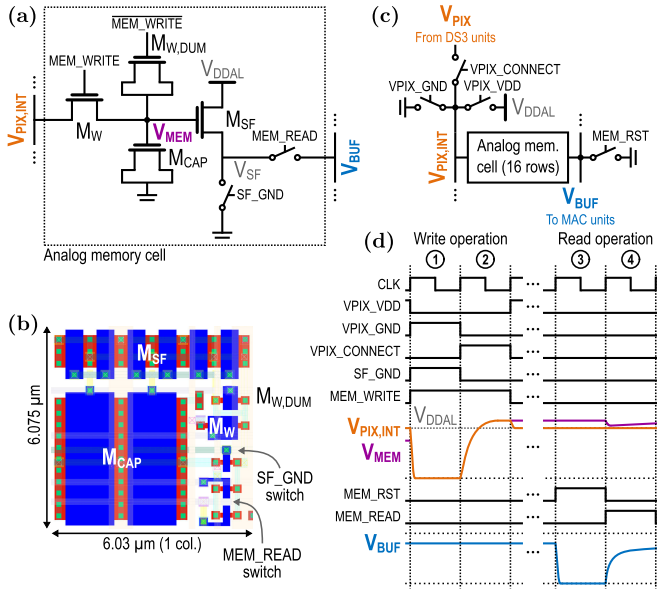 (a)
MEM_WRITE
M_W,DUM
MEM_WRITE
V_DDAL
V_PIX,INT
M_W
V_MEM
M_SF
MEM_READ
M_CAP
V_SF
V_BUF
SF_GND
Analog memory cell
(b)
M_SF
M_W,DUM
M_W
M_CAP
SF_GND
switch
MEM_READ
switch
6.075 µm
6.03 µm (1 col.)
(c)
V_PIX
From DS3 units
VPIX_CONNECT
VPIX_GND
VPIX_VDD
V_DDAL
V_PIX,INT
Analog mem.
cell (16 rows)
MEM_RST
V_BUF
To MAC units
(d)
Write operation
Read operation
1 2 3 4
CLK
VPIX_VDD
VPIX_GND
VPIX_CONNECT
SF_GND
MEM_WRITE
V_DDAL
V_PIX,INT
V_MEM
MEM_RST
MEM_READ
V_BUF